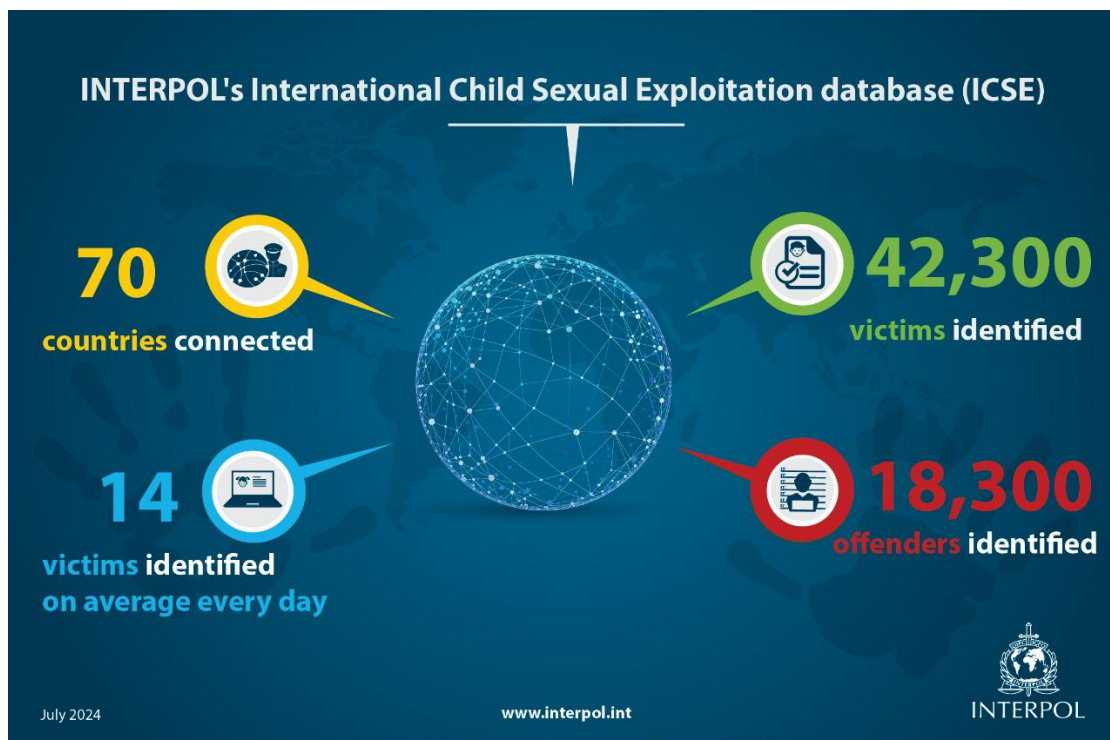 INTERPOL's International Child Sexual Exploitation database (ICSE)
70
countries connected
42,300
victims identified
14
victims identified
on average every day
18,300
offenders identified
July 2024
www.interpol.int
INTERPOL